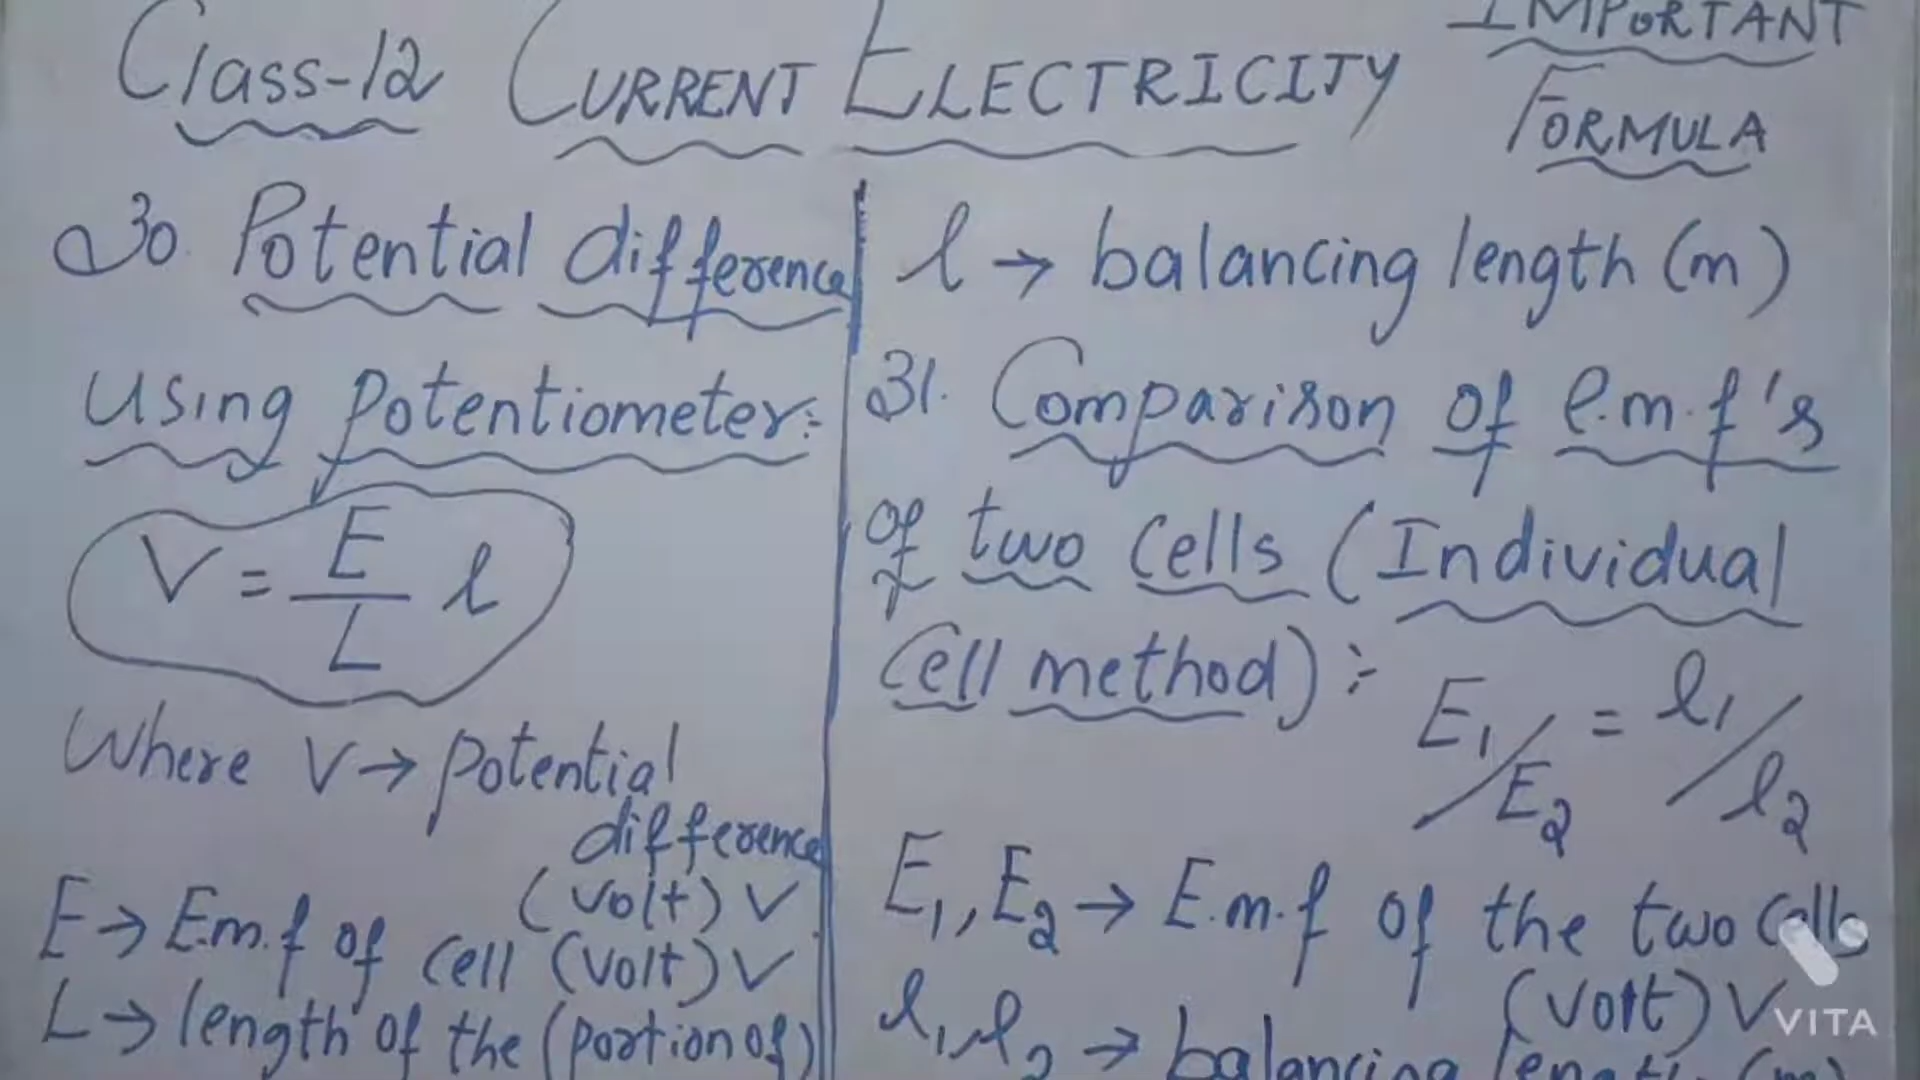 Class-12 CURRENT ELECTRICITY IMPORTANT
FORMULA
30. Potential difference
using potentiometer:-
V = E/L l
Where V → potential
difference
(volt) V
E → E.m.f of cell (volt) V
L → length of the (portion of)
l → balancing length (m)
31. Comparison of e.m.f's
of two cells (Individual
cell method) :-
E1/E2 = l1/l2
E1, E2 → E.m.f of the two cells
(volt) V
l1, l2 → balancing length (m)
VITA